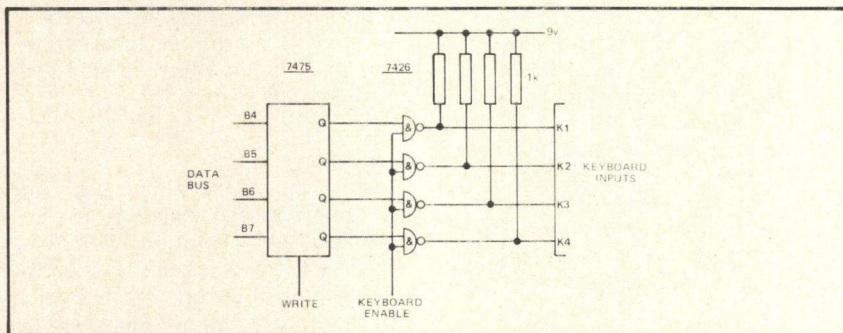 9v
7475
7426
1k
B4
Q
K1
&
B5
Q
K2
KEYBOARD
INPUTS
&
DATA
BUS
B6
Q
K3
&
B7
Q
K4
&
WRITE
KEYBOARD
ENABLE